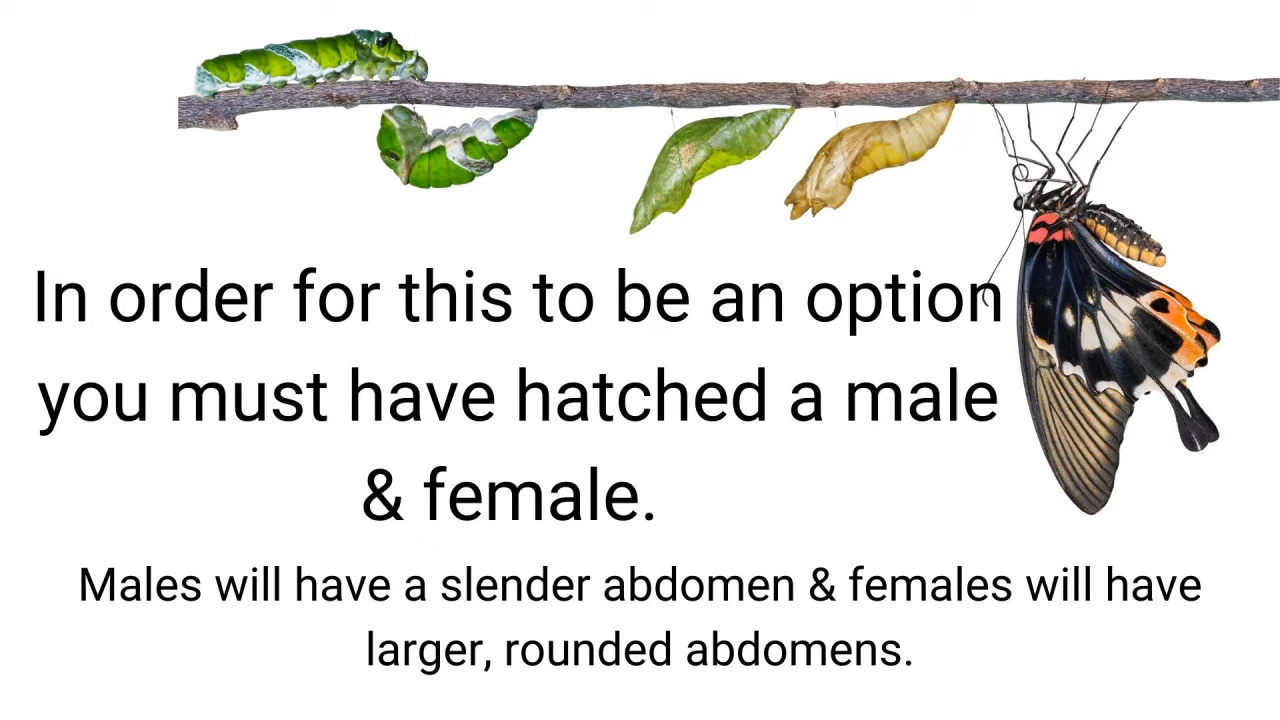 In order for this to be an option
you must have hatched a male
& female.
Males will have a slender abdomen & females will have
larger, rounded abdomens.